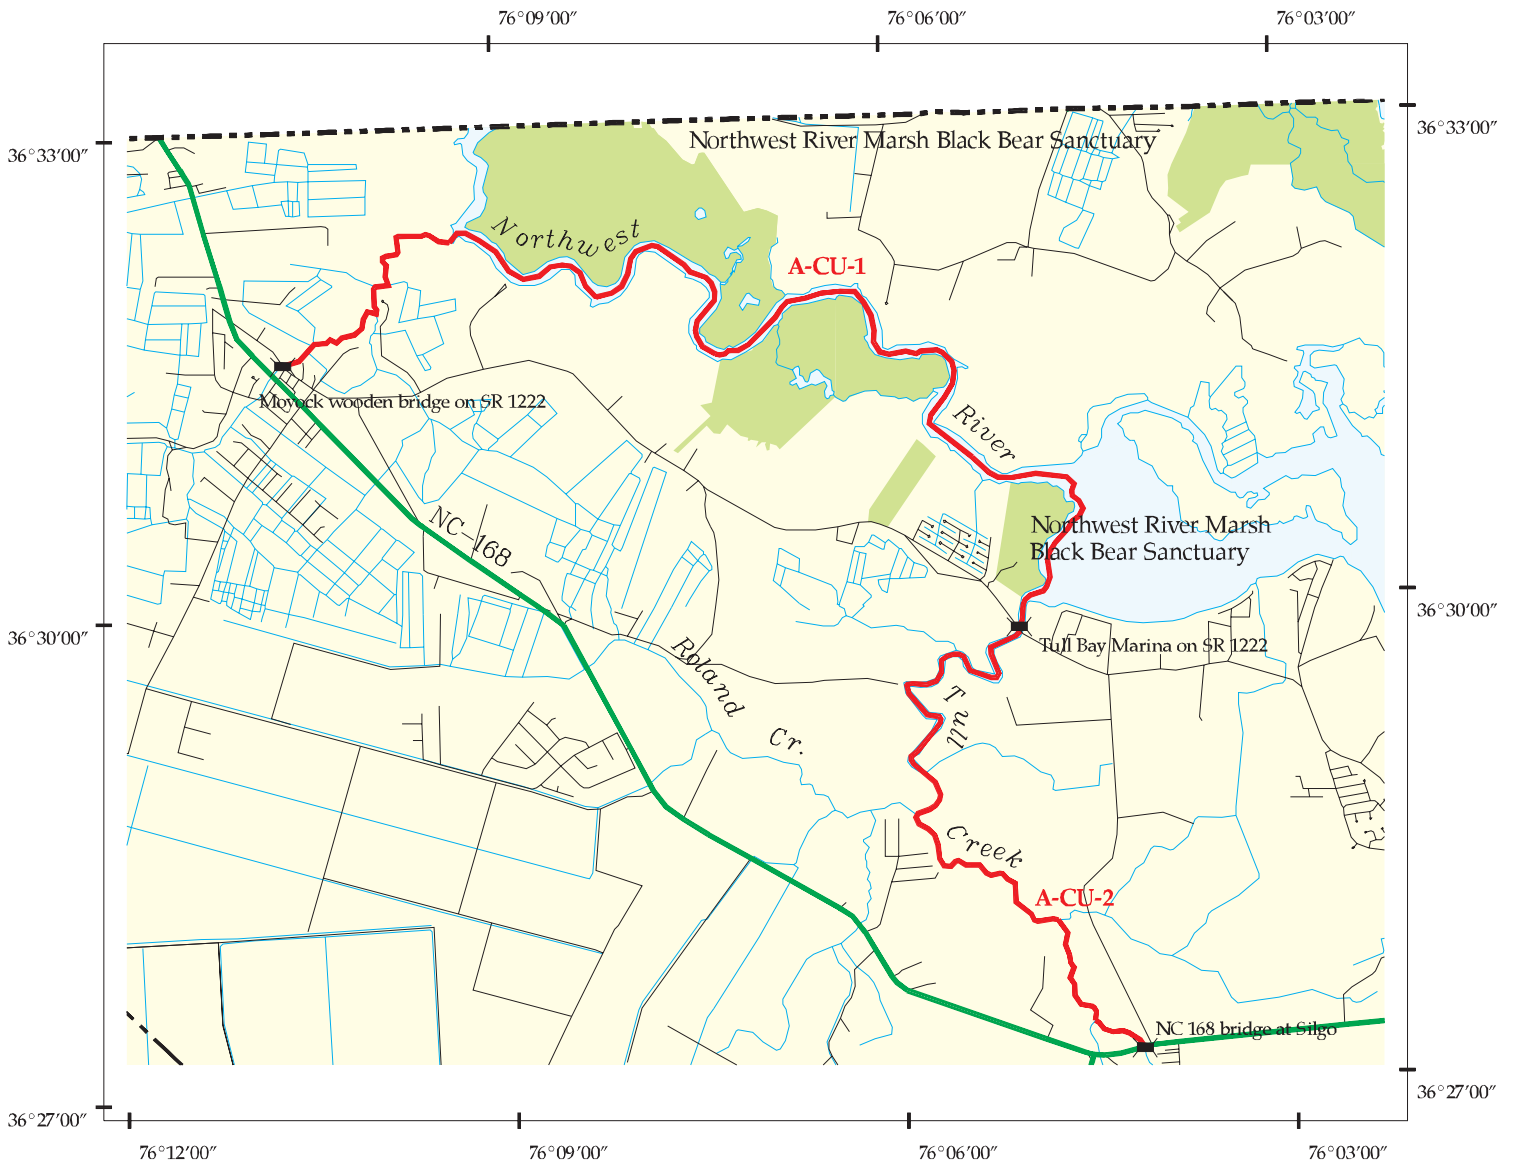 76°09′00″ 76°06′00″ 76°03′00″
36°33′00″
36°33′00″
Northwest River Marsh Black Bear Sanctuary
Northwest
A-CU-1
Moyock wooden bridge on SR 1222
River
NC-168
Northwest River Marsh
Black Bear Sanctuary
36°30′00″
36°30′00″
Tull Bay Marina on SR 1222
Roland
Cr.
Tull
Creek
A-CU-2
NC 168 bridge at Silgo
36°27′00″
36°27′00″
76°12′00″ 76°09′00″ 76°06′00″ 76°03′00″